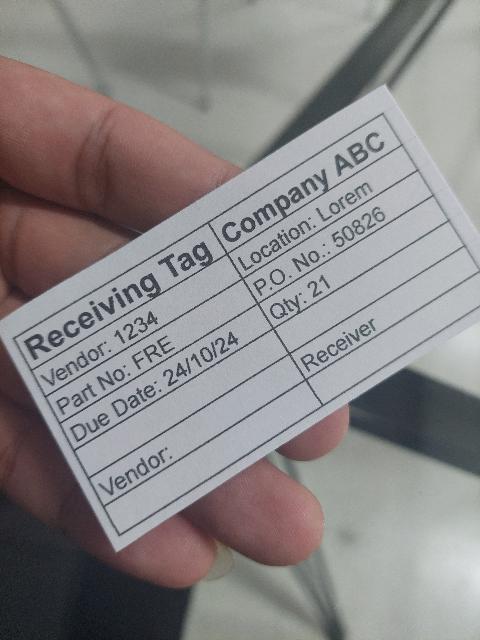 Receiving Tag Company ABC
Vendor: 1234 Location: Lorem
Part No: FRE P.O. No.: 50826
Due Date: 24/10/24 Qty: 21
Vendor: Receiver